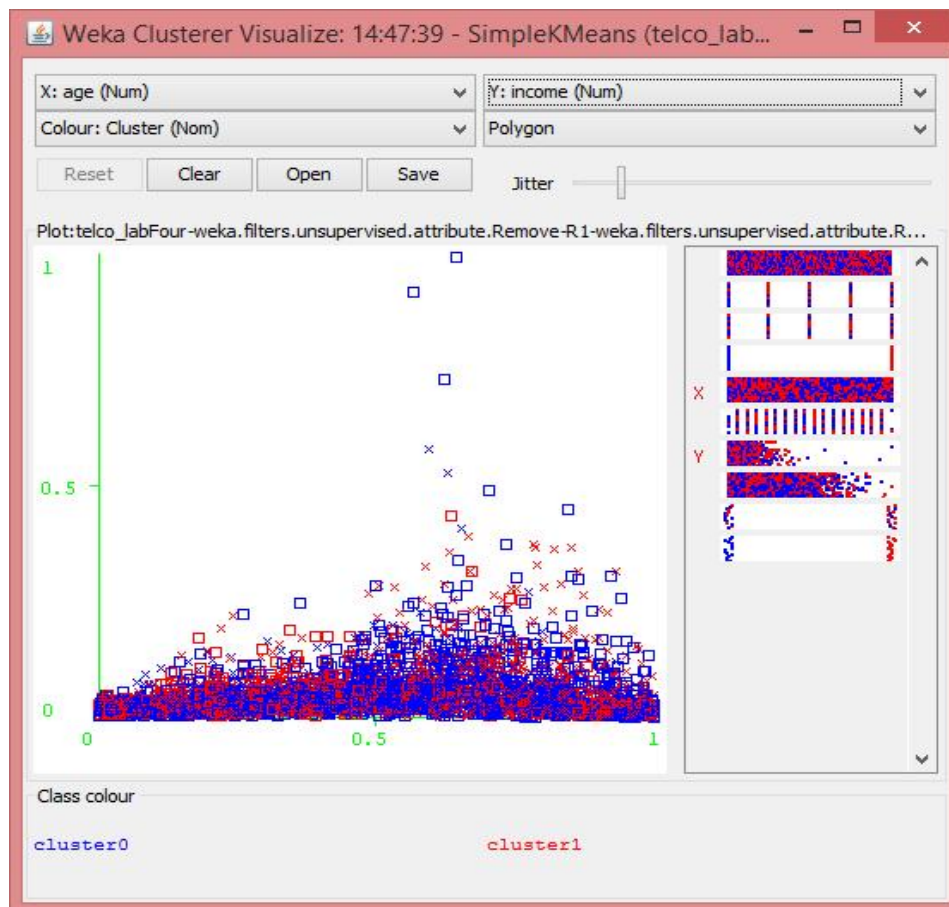 Weka Clusterer Visualize: 14:47:39 - SimpleKMeans (telco_lab...
X: age (Num) Y: income (Num)
Colour: Cluster (Nom) Polygon
Reset Clear Open Save Jitter
Plot:telco_labFour-weka.filters.unsupervised.attribute.Remove-R1-weka.filters.unsupervised.attribute.R...
1
X
Y
0.5
0
0 0.5 1
Class colour
cluster0 cluster1